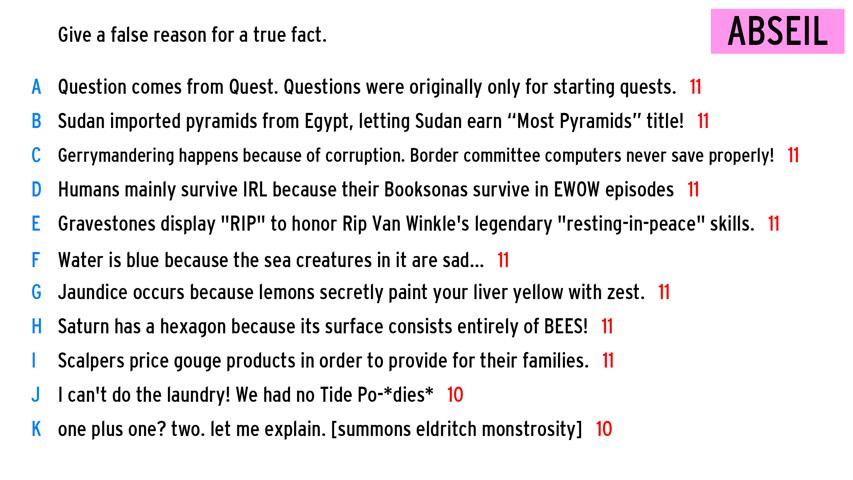 Give a false reason for a true fact.
ABSEIL
A Question comes from Quest. Questions were originally only for starting quests. 11
B Sudan imported pyramids from Egypt, letting Sudan earn “Most Pyramids” title! 11
C Gerrymandering happens because of corruption. Border committee computers never save properly! 11
D Humans mainly survive IRL because their Booksonas survive in EWOW episodes 11
E Gravestones display "RIP" to honor Rip Van Winkle's legendary "resting-in-peace" skills. 11
F Water is blue because the sea creatures in it are sad... 11
G Jaundice occurs because lemons secretly paint your liver yellow with zest. 11
H Saturn has a hexagon because its surface consists entirely of BEES! 11
I Scalpers price gouge products in order to provide for their families. 11
J I can't do the laundry! We had no Tide Po-*dies* 10
K one plus one? two. let me explain. [summons eldritch monstrosity] 10